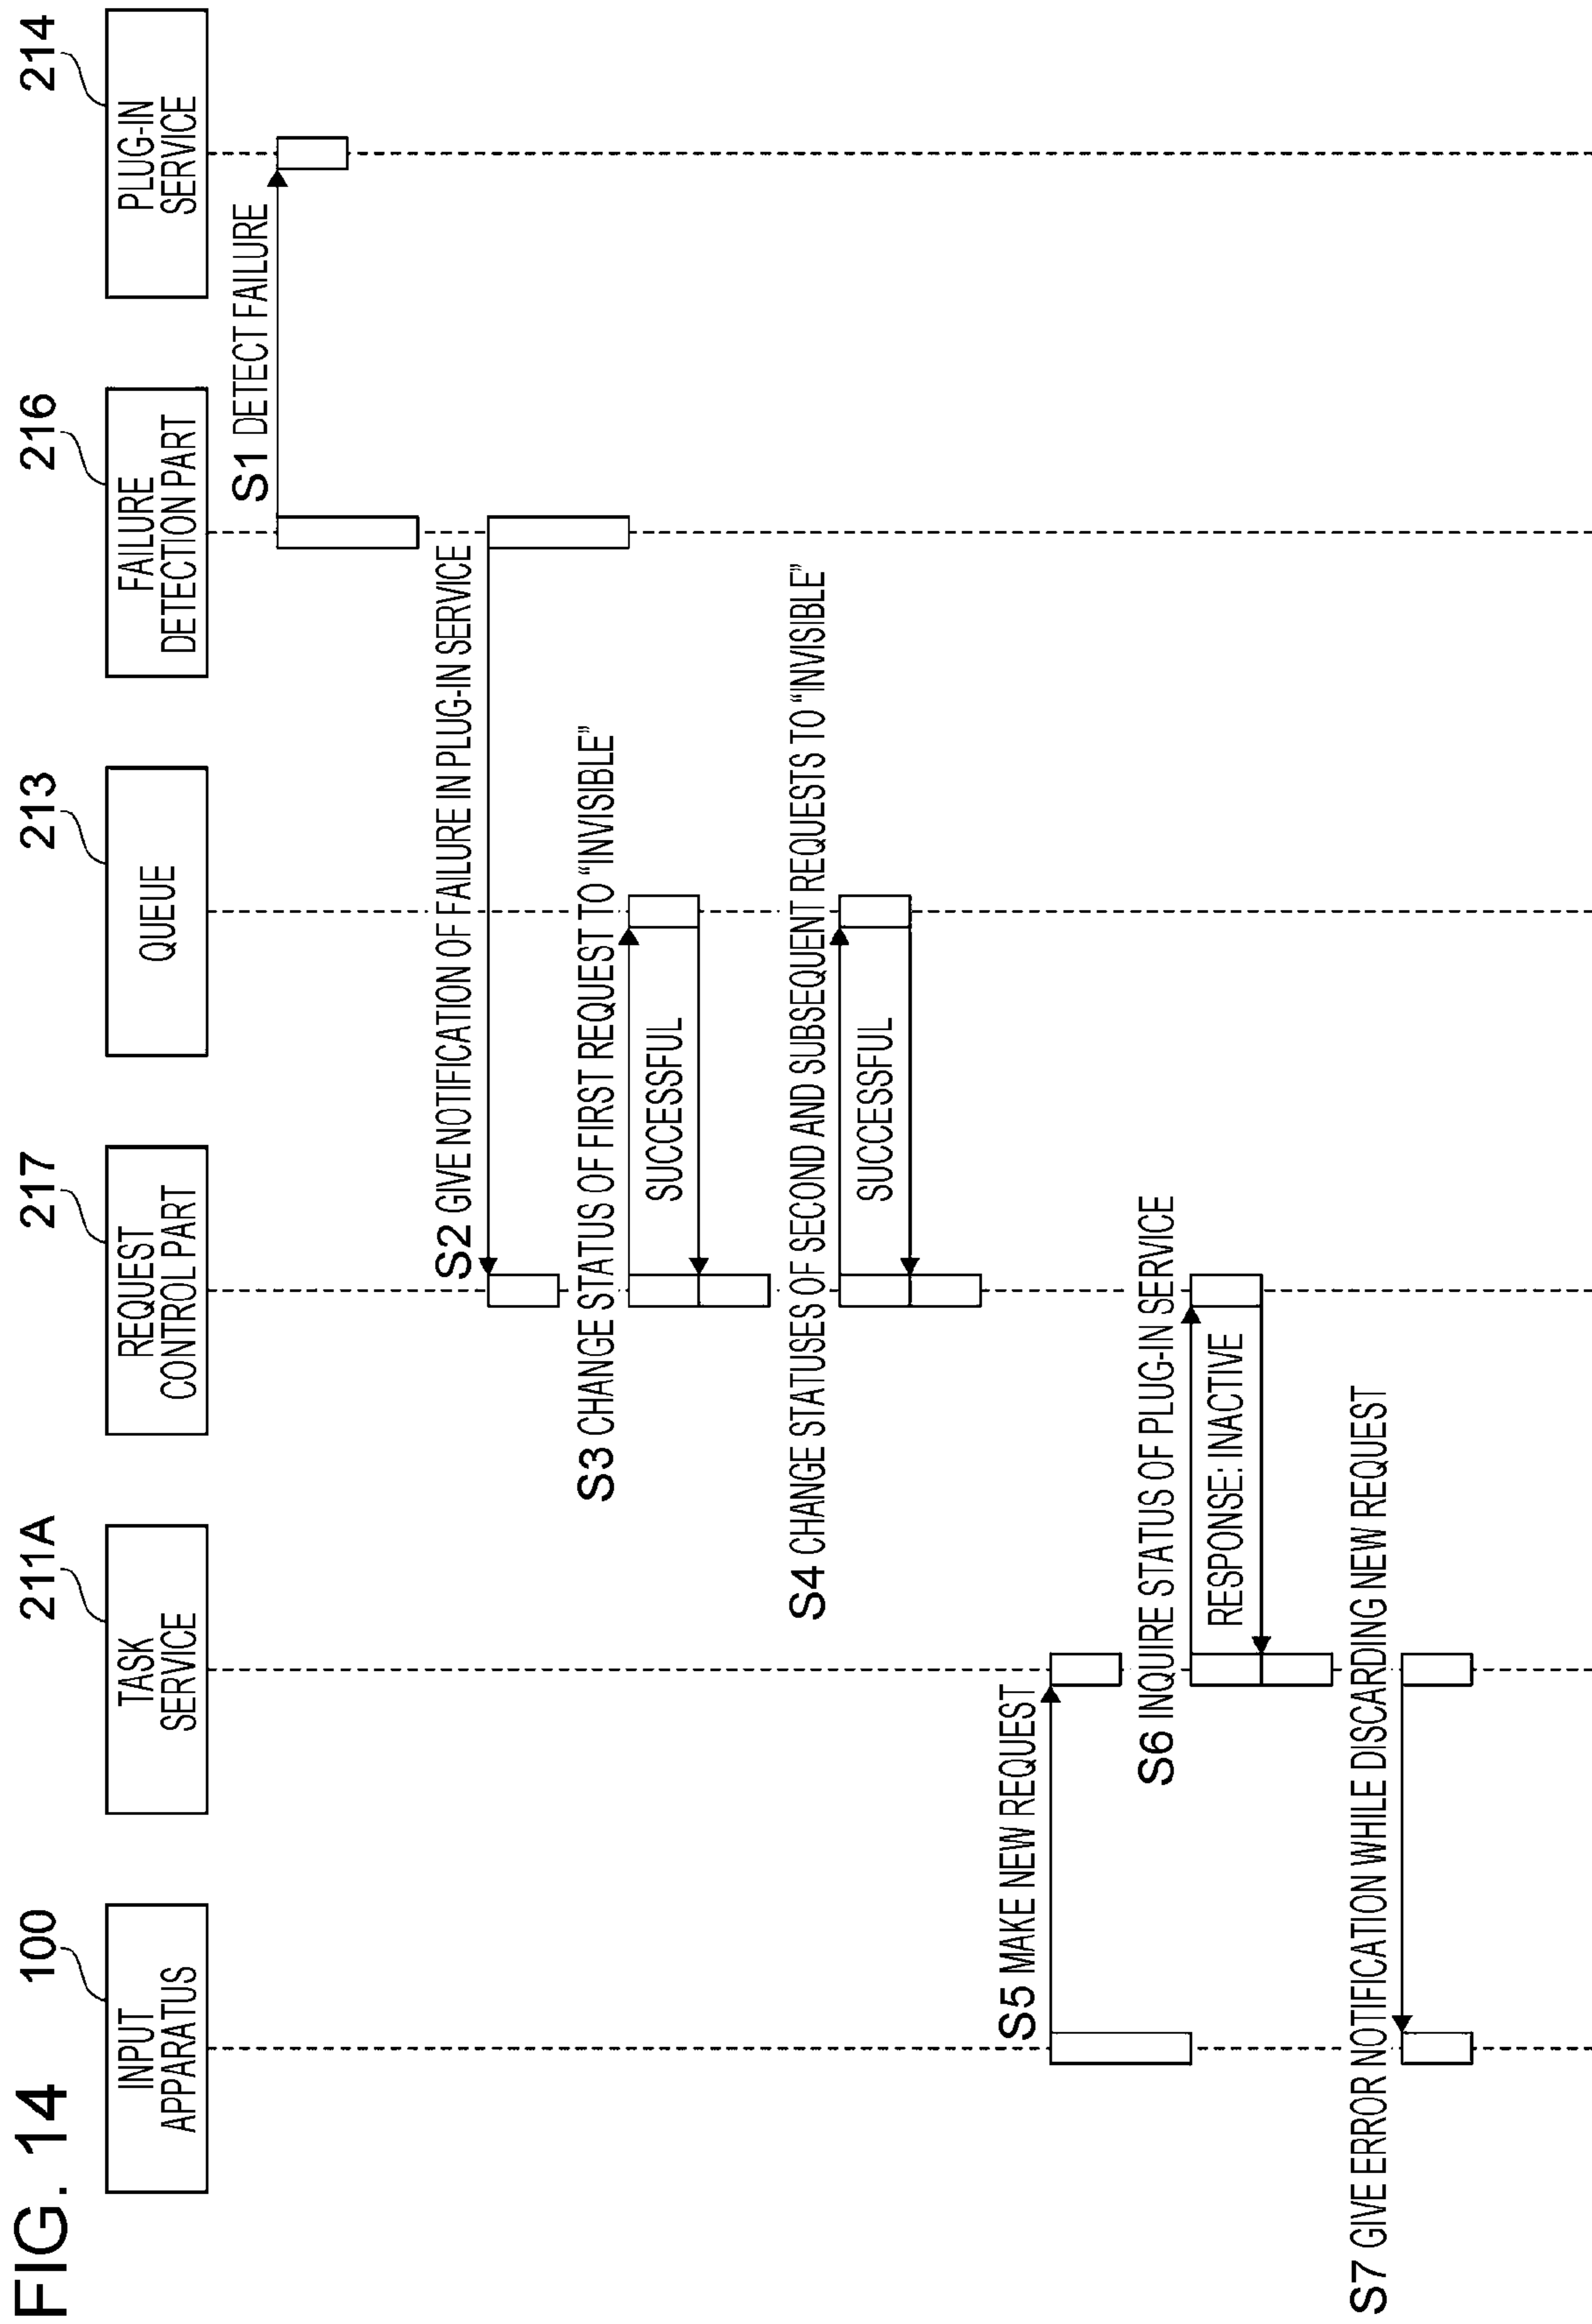 FIG. 14
100
211A
217
213
216
214
INPUT
APPARATUS
TASK
SERVICE
REQUEST
CONTROL PART
QUEUE
FAILURE
DETECTION PART
PLUG-IN
SERVICE
S1 DETECT FAILURE
S2 GIVE NOTIFICATION OF FAILURE IN PLUG-IN SERVICE
S3 CHANGE STATUS OF FIRST REQUEST TO “INVISIBLE”
SUCCESSFUL
S4 CHANGE STATUSES OF SECOND AND SUBSEQUENT REQUESTS TO “INVISIBLE”
SUCCESSFUL
S5 MAKE NEW REQUEST
S6 INQUIRE STATUS OF PLUG-IN SERVICE
RESPONSE: INACTIVE
S7 GIVE ERROR NOTIFICATION WHILE DISCARDING NEW REQUEST